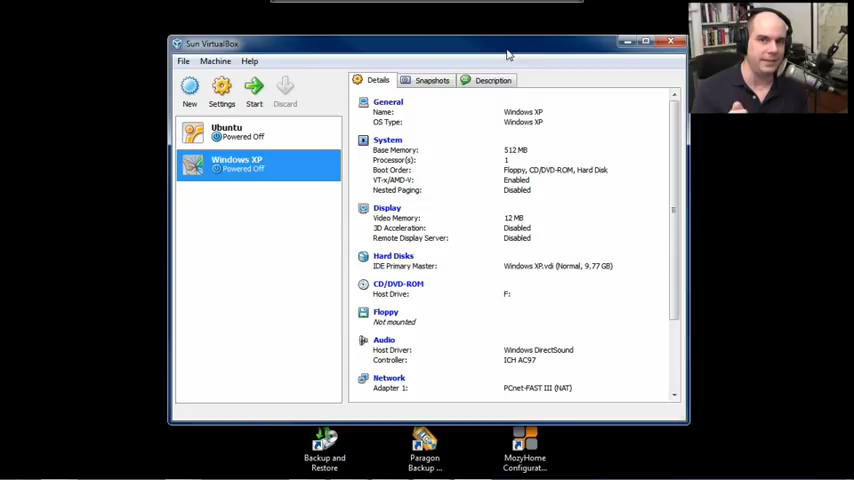 Sun VirtualBox
File Machine Help
New Settings Start Discard
Details Snapshots Description
Ubuntu
Powered Off
Windows XP
Powered Off
General
Name: Windows XP
OS Type: Windows XP
System
Base Memory: 512 MB
Processor(s): 1
Boot Order: Floppy, CD/DVD-ROM, Hard Disk
VT-x/AMD-V: Enabled
Nested Paging: Disabled
Display
Video Memory: 12 MB
3D Acceleration: Disabled
Remote Display Server: Disabled
Hard Disks
IDE Primary Master: Windows XP.vdi (Normal, 9.77 GB)
CD/DVD-ROM
Host Drive: F:
Floppy
Not mounted
Audio
Host Driver: Windows DirectSound
Controller: ICH AC97
Network
Adapter 1: PCnet-FAST III (NAT)
Backup and
Restore
Paragon
Backup ...
MozyHome
Configurat...